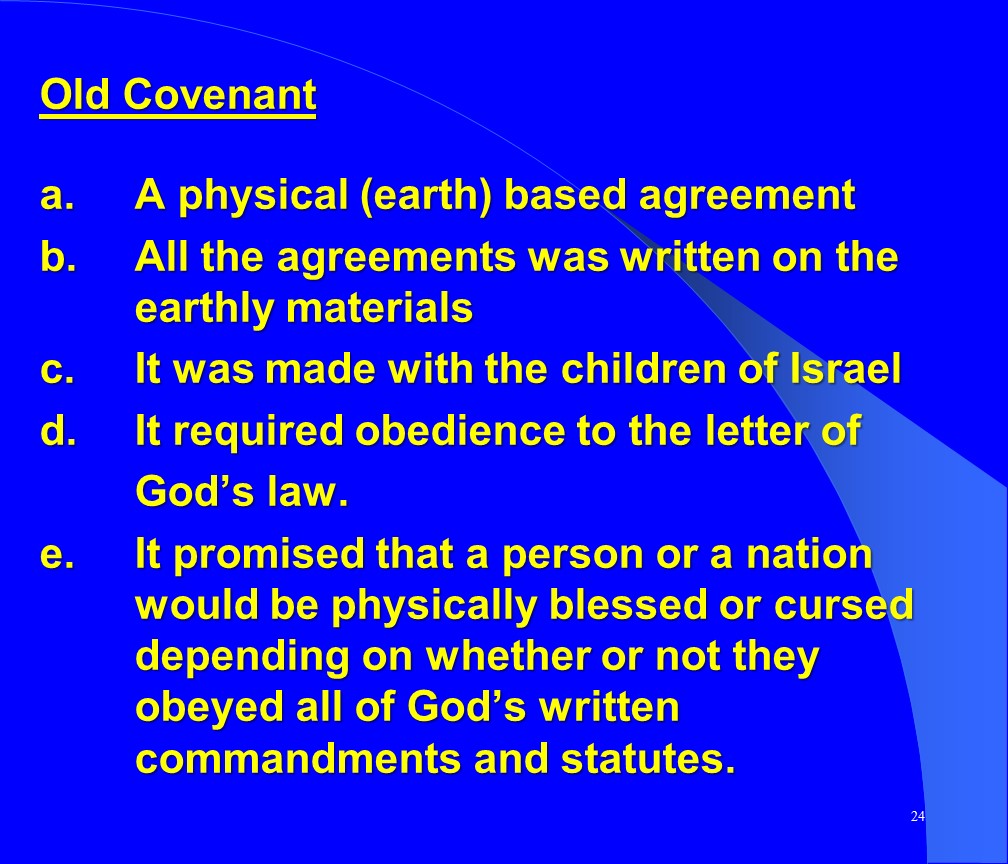 Old Covenant
a. A physical (earth) based agreement
b. All the agreements was written on the
earthly materials
c. It was made with the children of Israel
d. It required obedience to the letter of
God’s law.
e. It promised that a person or a nation
would be physically blessed or cursed
depending on whether or not they
obeyed all of God’s written
commandments and statutes.
24